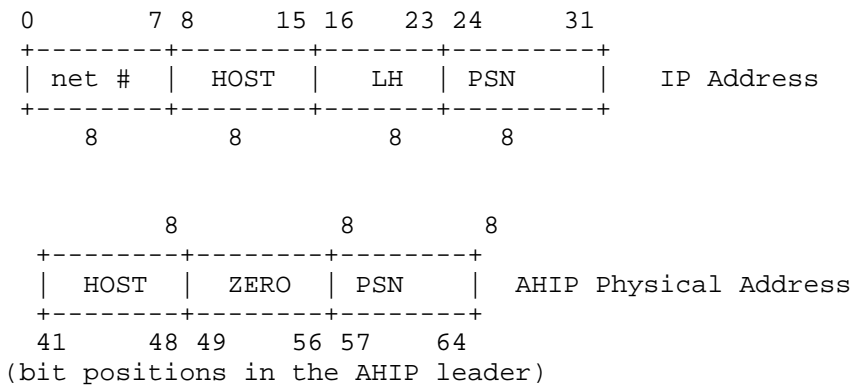 0       7 8      15 16    23 24      31
+--------+--------+-------+---------+
| net #  |  HOST  |   LH  | PSN     |   IP Address
+--------+--------+-------+---------+
    8        8         8      8
        8          8        8
+--------+--------+--------+
|  HOST  |  ZERO  | PSN    |  AHIP Physical Address
+--------+--------+--------+
41     48 49    56 57    64
(bit positions in the AHIP leader)